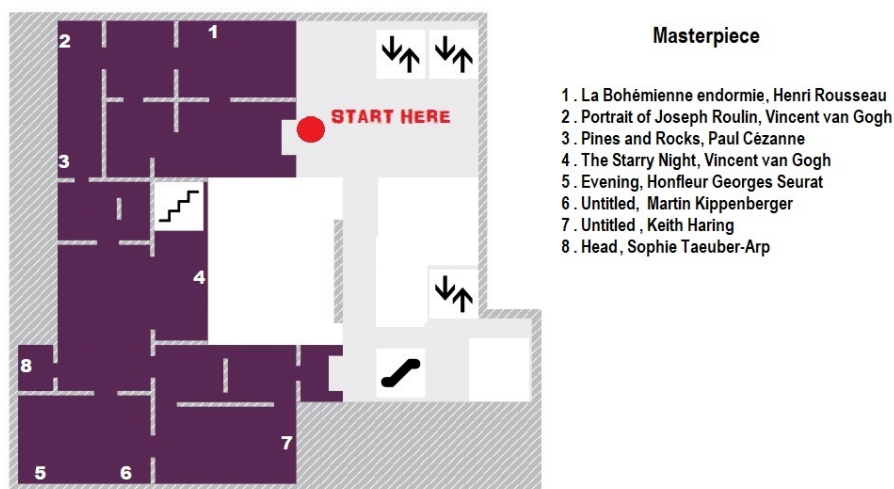 Masterpiece
1 . La Bohémienne endormie, Henri Rousseau
2 . Portrait of Joseph Roulin, Vincent van Gogh
3 . Pines and Rocks, Paul Cézanne
4 . The Starry Night, Vincent van Gogh
5 . Evening, Honfleur Georges Seurat
6 . Untitled, Martin Kippenberger
7 . Untitled , Keith Haring
8 . Head , Sophie Taeuber-Arp
2
1
START HERE
3
4
8
7
5
6